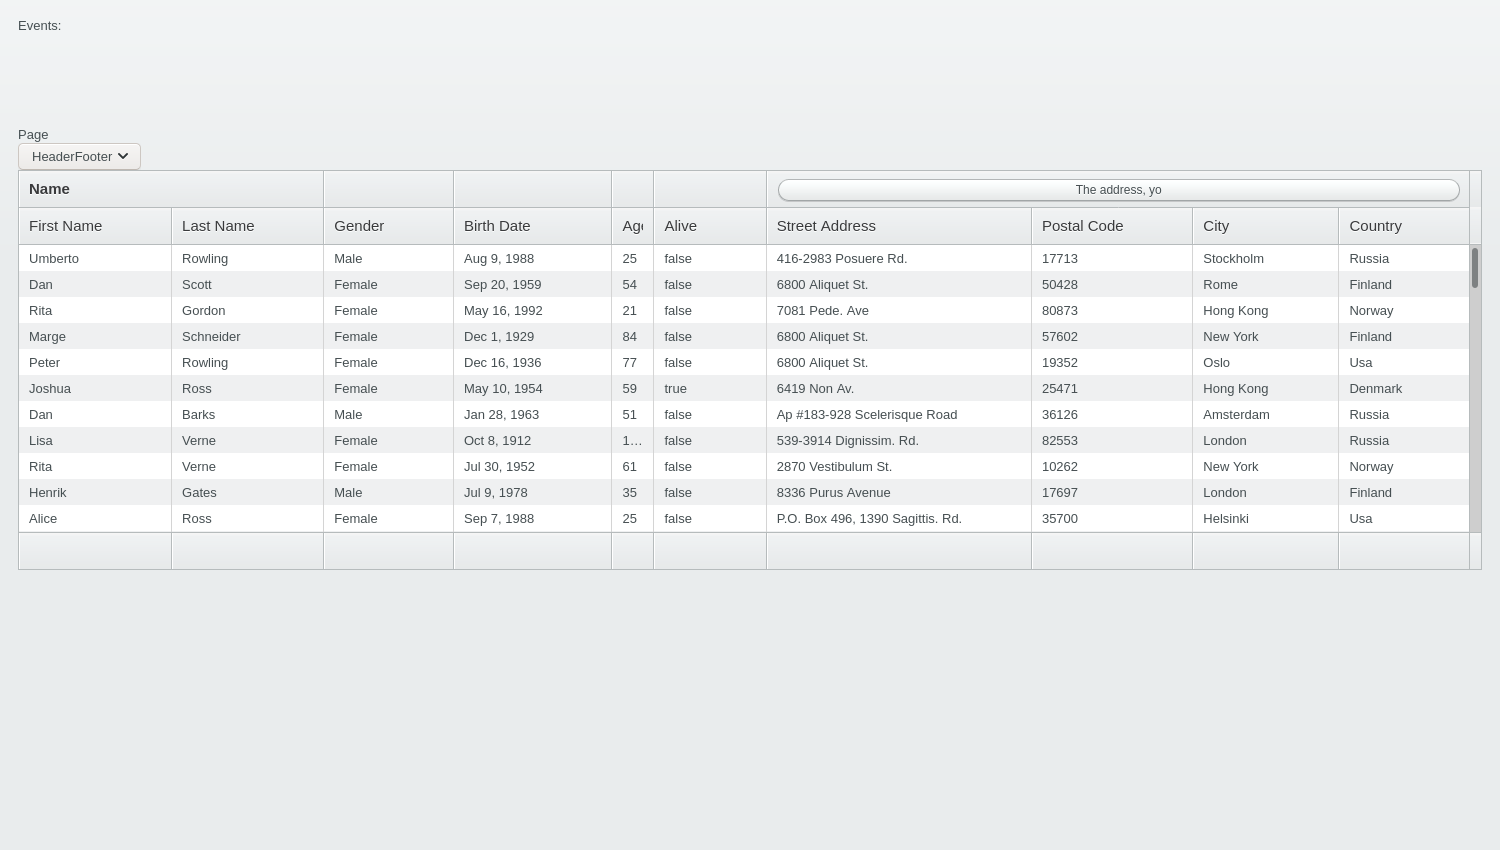 Events:
Page
HeaderFooter
Name The address, yo
First Name Last Name Gender Birth Date Age Alive Street Address Postal Code City Country
Umberto Rowling Male Aug 9, 1988 25 false 416-2983 Posuere Rd. 17713 Stockholm Russia
Dan Scott Female Sep 20, 1959 54 false 6800 Aliquet St. 50428 Rome Finland
Rita Gordon Female May 16, 1992 21 false 7081 Pede. Ave 80873 Hong Kong Norway
Marge Schneider Female Dec 1, 1929 84 false 6800 Aliquet St. 57602 New York Finland
Peter Rowling Female Dec 16, 1936 77 false 6800 Aliquet St. 19352 Oslo Usa
Joshua Ross Female May 10, 1954 59 true 6419 Non Av. 25471 Hong Kong Denmark
Dan Barks Male Jan 28, 1963 51 false Ap #183-928 Scelerisque Road 36126 Amsterdam Russia
Lisa Verne Female Oct 8, 1912 1… false 539-3914 Dignissim. Rd. 82553 London Russia
Rita Verne Female Jul 30, 1952 61 false 2870 Vestibulum St. 10262 New York Norway
Henrik Gates Male Jul 9, 1978 35 false 8336 Purus Avenue 17697 London Finland
Alice Ross Female Sep 7, 1988 25 false P.O. Box 496, 1390 Sagittis. Rd. 35700 Helsinki Usa